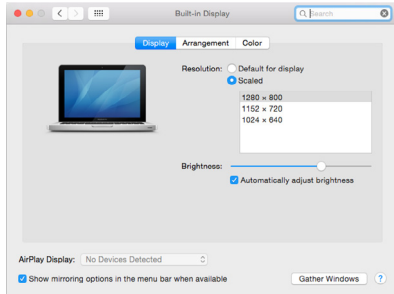 Built-in Display
Search
Display Arrangement Color
Resolution: Default for display
Scaled
1280 × 800
1152 × 720
1024 × 640
Brightness:
Automatically adjust brightness
AirPlay Display: No Devices Detected
Show mirroring options in the menu bar when available
Gather Windows ?